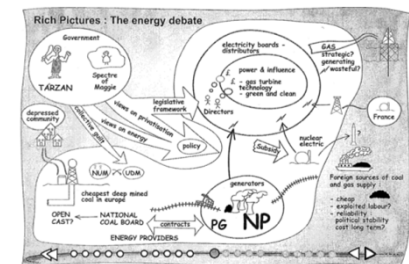 Rich Pictures : The energy debate
Government
TARZAN
Spectre
of
Maggie
electricity boards -
distributors
power & influence
£ - gas turbine
£ technology
- green and clean
Directors
GAS
strategic?
generating
wasteful?
legislative
framework
views on privatisation
views on energy
collective guilt
policy
depressed
community
NUM
UDM
cheapest deep mined
coal in europe
OPEN
CAST?
NATIONAL
COAL BOARD
contracts
ENERGY PROVIDERS
Subsidy
nuclear
electric
France
?
generators
PG
NP
Foreign sources of coal
and gas supply
- cheap
- exploited labour?
- reliability
political stability
cost long term?